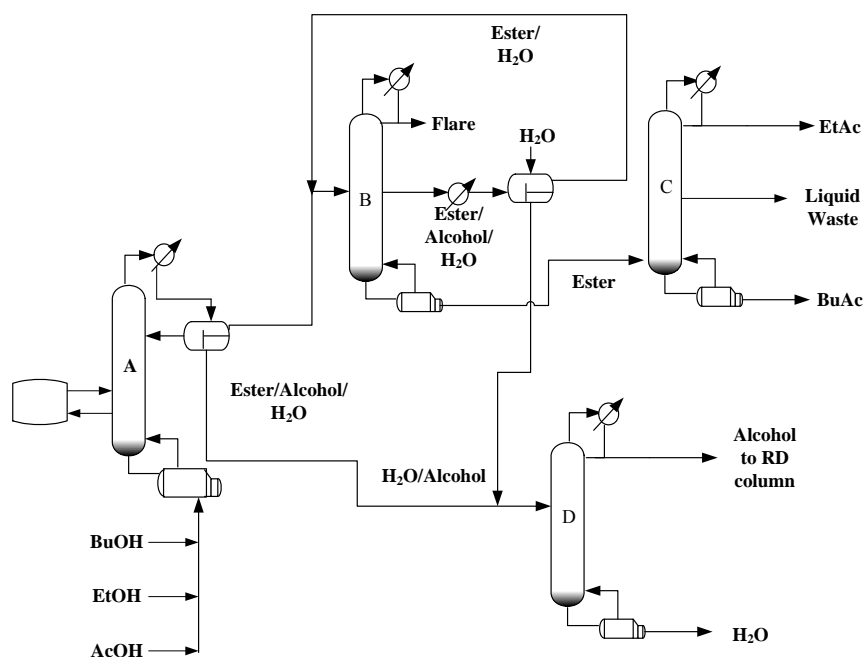 Ester/
H₂O
Flare
H₂O
EtAc
B
C
Ester/
Alcohol/
H₂O
Liquid
Waste
Ester
BuAc
A
Ester/Alcohol/
H₂O
Alcohol
to RD
column
H₂O/Alcohol
D
BuOH
EtOH
H₂O
AcOH